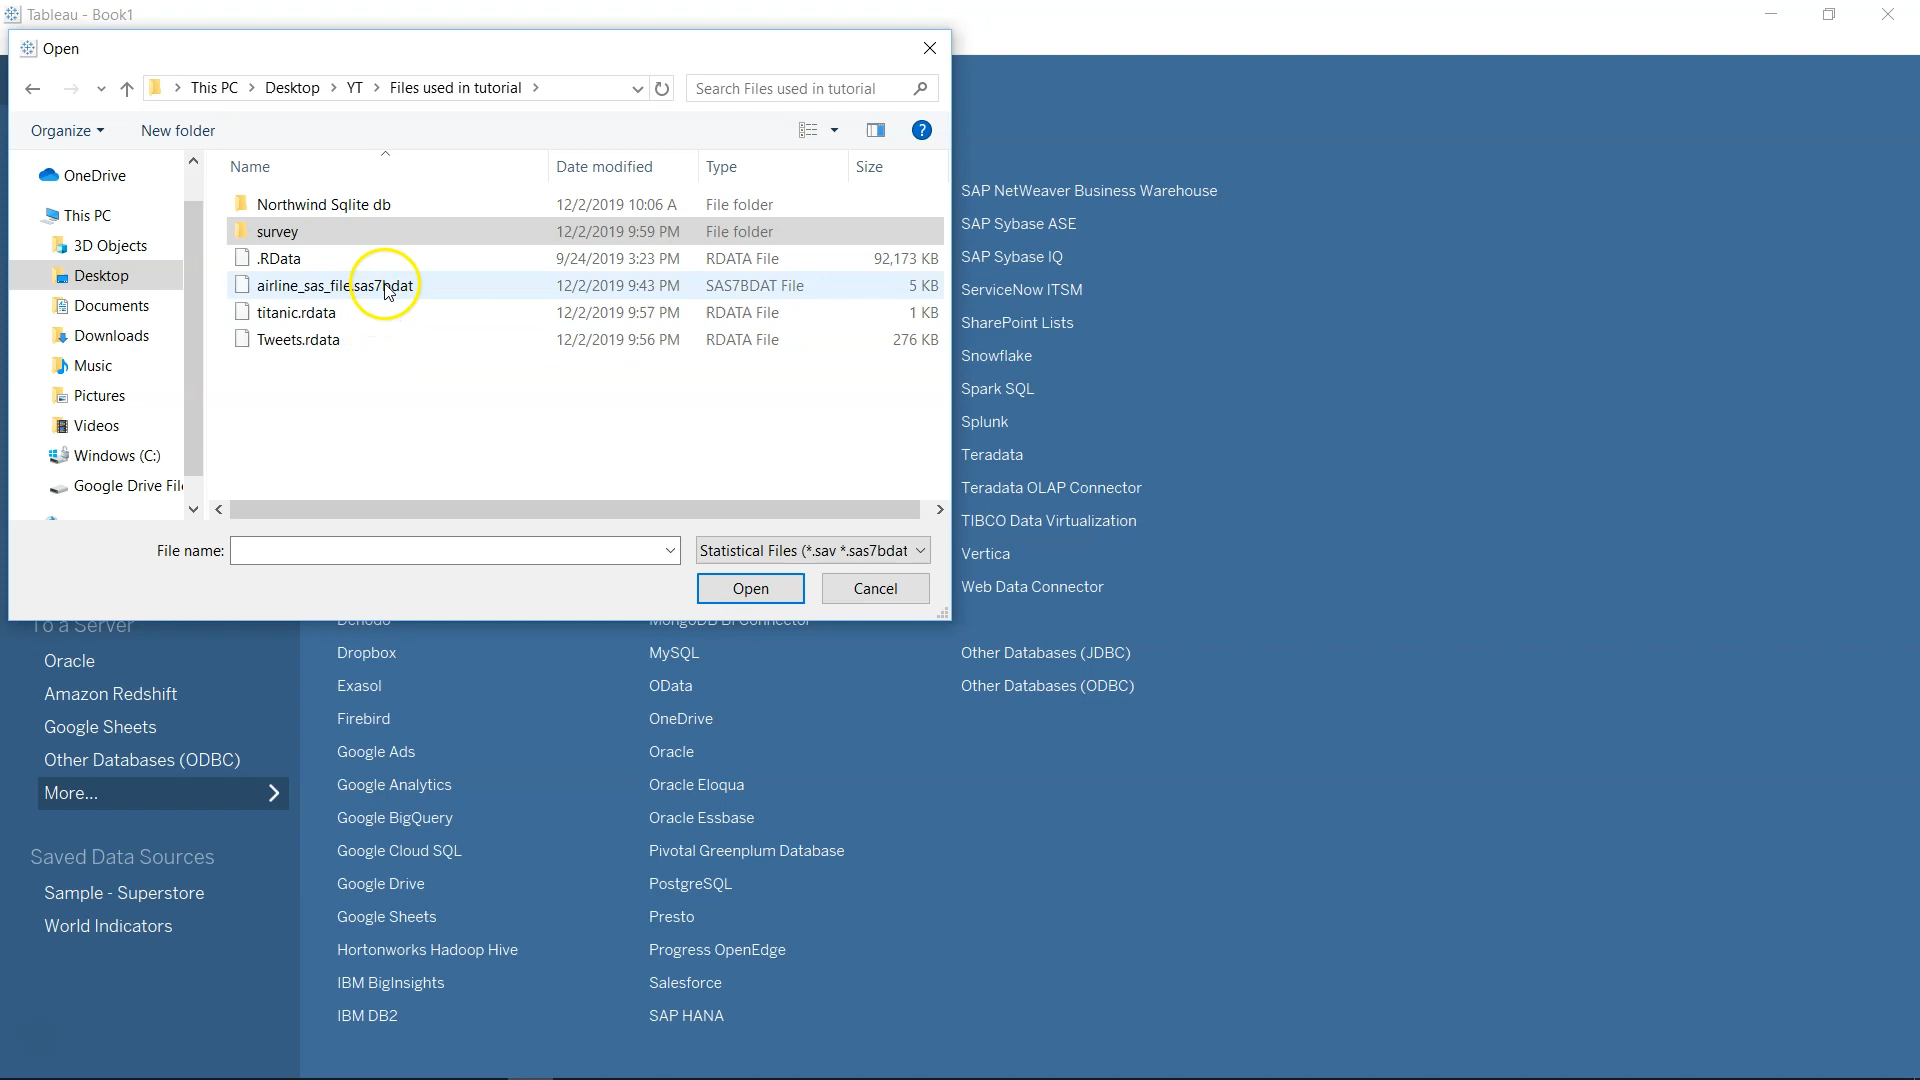 Tableau - Book1
Open
This PC > Desktop > YT > Files used in tutorial >
Search Files used in tutorial
Organize
New folder
Name Date modified Type Size
OneDrive
This PC
3D Objects
Desktop
Documents
Downloads
Music
Pictures
Videos
Windows (C:)
Google Drive Fil
Northwind Sqlite db 12/2/2019 10:06 A File folder
survey 12/2/2019 9:59 PM File folder
.RData 9/24/2019 3:23 PM RDATA File 92,173 KB
airline_sas_file.sas7bdat 12/2/2019 9:43 PM SAS7BDAT File 5 KB
titanic.rdata 12/2/2019 9:57 PM RDATA File 1 KB
Tweets.rdata 12/2/2019 9:56 PM RDATA File 276 KB
File name:
Statistical Files (*.sav *.sas7bdat
Open
Cancel
To a Server
Oracle
Amazon Redshift
Google Sheets
Other Databases (ODBC)
More...
Saved Data Sources
Sample - Superstore
World Indicators
Denodo
Dropbox
Exasol
Firebird
Google Ads
Google Analytics
Google BigQuery
Google Cloud SQL
Google Drive
Google Sheets
Hortonworks Hadoop Hive
IBM BigInsights
IBM DB2
MongoDB BI Connector
MySQL
OData
OneDrive
Oracle
Oracle Eloqua
Oracle Essbase
Pivotal Greenplum Database
PostgreSQL
Presto
Progress OpenEdge
Salesforce
SAP HANA
SAP NetWeaver Business Warehouse
SAP Sybase ASE
SAP Sybase IQ
ServiceNow ITSM
SharePoint Lists
Snowflake
Spark SQL
Splunk
Teradata
Teradata OLAP Connector
TIBCO Data Virtualization
Vertica
Web Data Connector
Other Databases (JDBC)
Other Databases (ODBC)